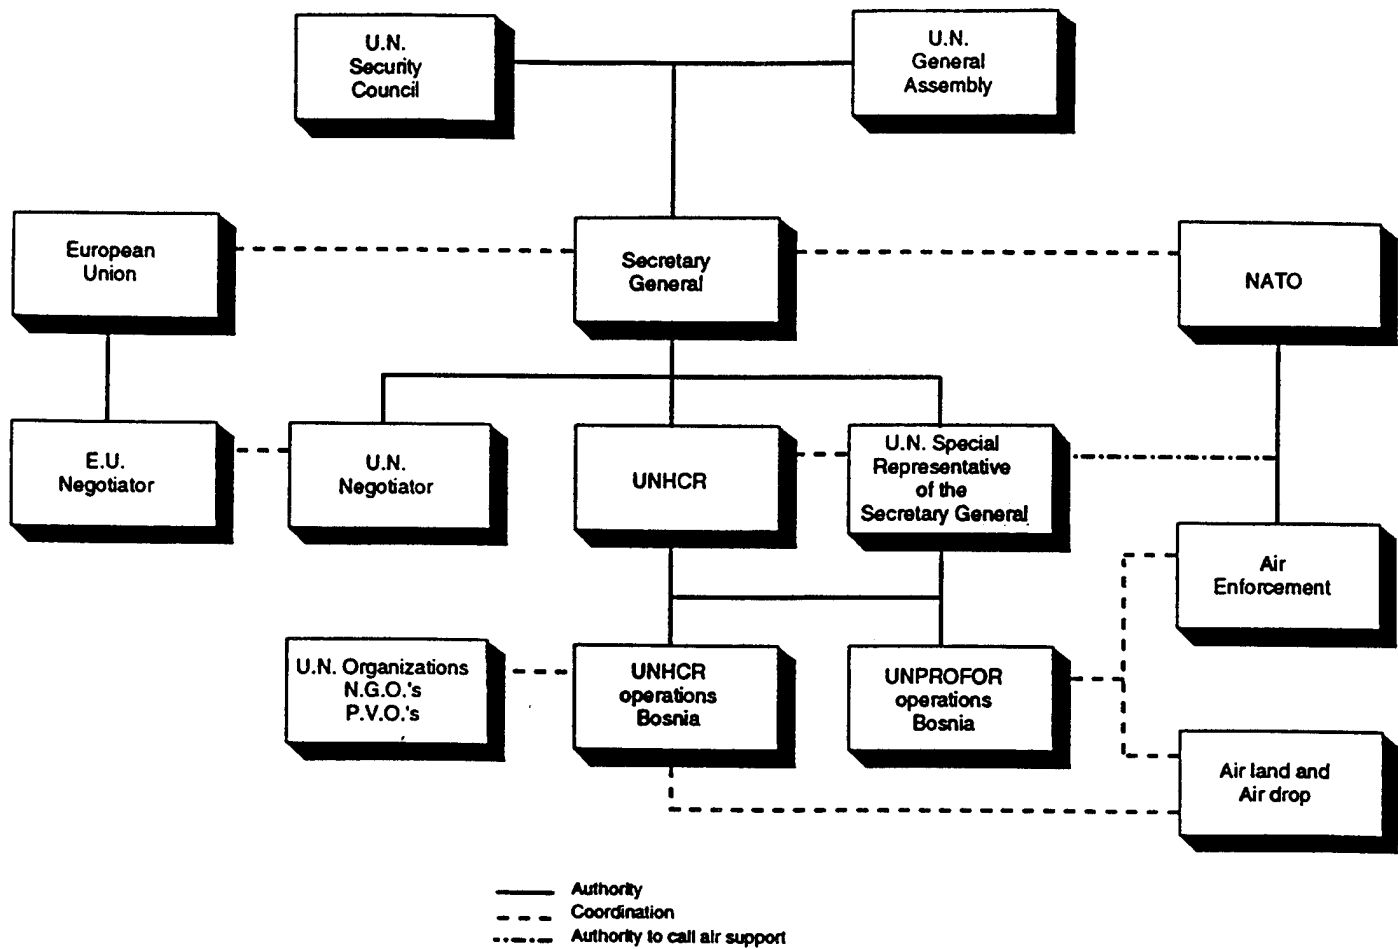 U.N.
Security
Council
U.N.
General
Assembly
European
Union
Secretary
General
NATO
E.U.
Negotiator
U.N.
Negotiator
UNHCR
U.N. Special
Representative
of the
Secretary General
Air
Enforcement
U.N. Organizations
N.G.O.'s
P.V.O.'s
UNHCR
operations
Bosnia
UNPROFOR
operations
Bosnia
Air land and
Air drop
Authority
Coordination
Authority to call air support